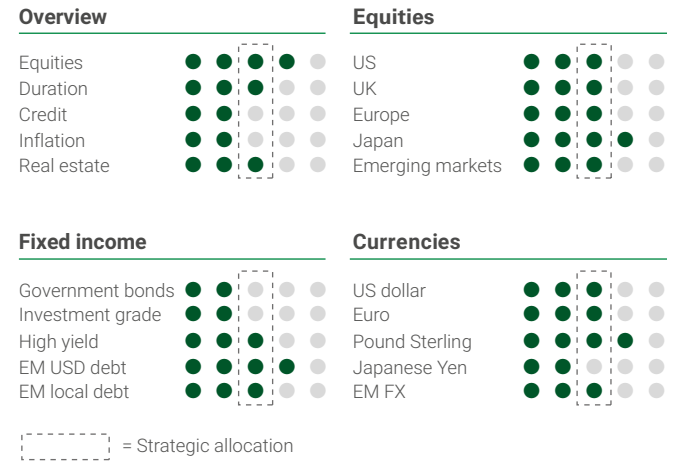 Overview
Equities
Duration
Credit
Inflation
Real estate
Equities
US
UK
Europe
Japan
Emerging markets
Fixed income
Government bonds
Investment grade
High yield
EM USD debt
EM local debt
Currencies
US dollar
Euro
Pound Sterling
Japanese Yen
EM FX
= Strategic allocation